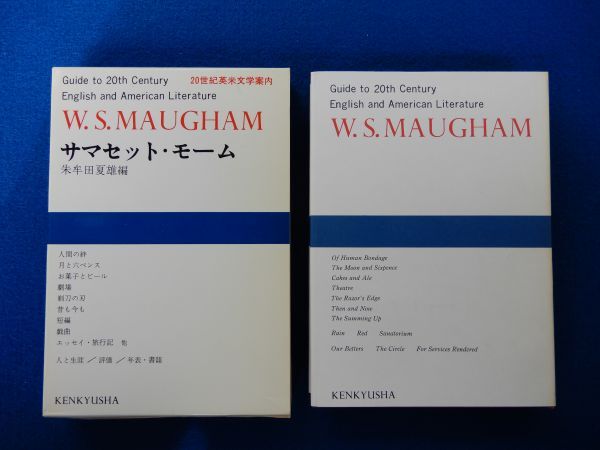 Guide to 20th Century 20世紀英米文学案内
English and American Literature
W. S. MAUGHAM
サマセット・モーム
朱牟田夏雄編
人間の絆
月と六ペンス
お菓子とビール
劇場
剃刀の刃
昔も今も
短編
戯曲
エッセイ・旅行記 他
人と生涯／評価／年表・書誌
KENKYUSHA
Guide to 20th Century
English and American Literature
W. S. MAUGHAM
Of Human Bondage
The Moon and Sixpence
Cakes and Ale
Theatre
The Razor's Edge
Then and Now
The Summing Up
Rain Red Sanatorium
Our Betters The Circle For Services Rendered
KENKYUSHA